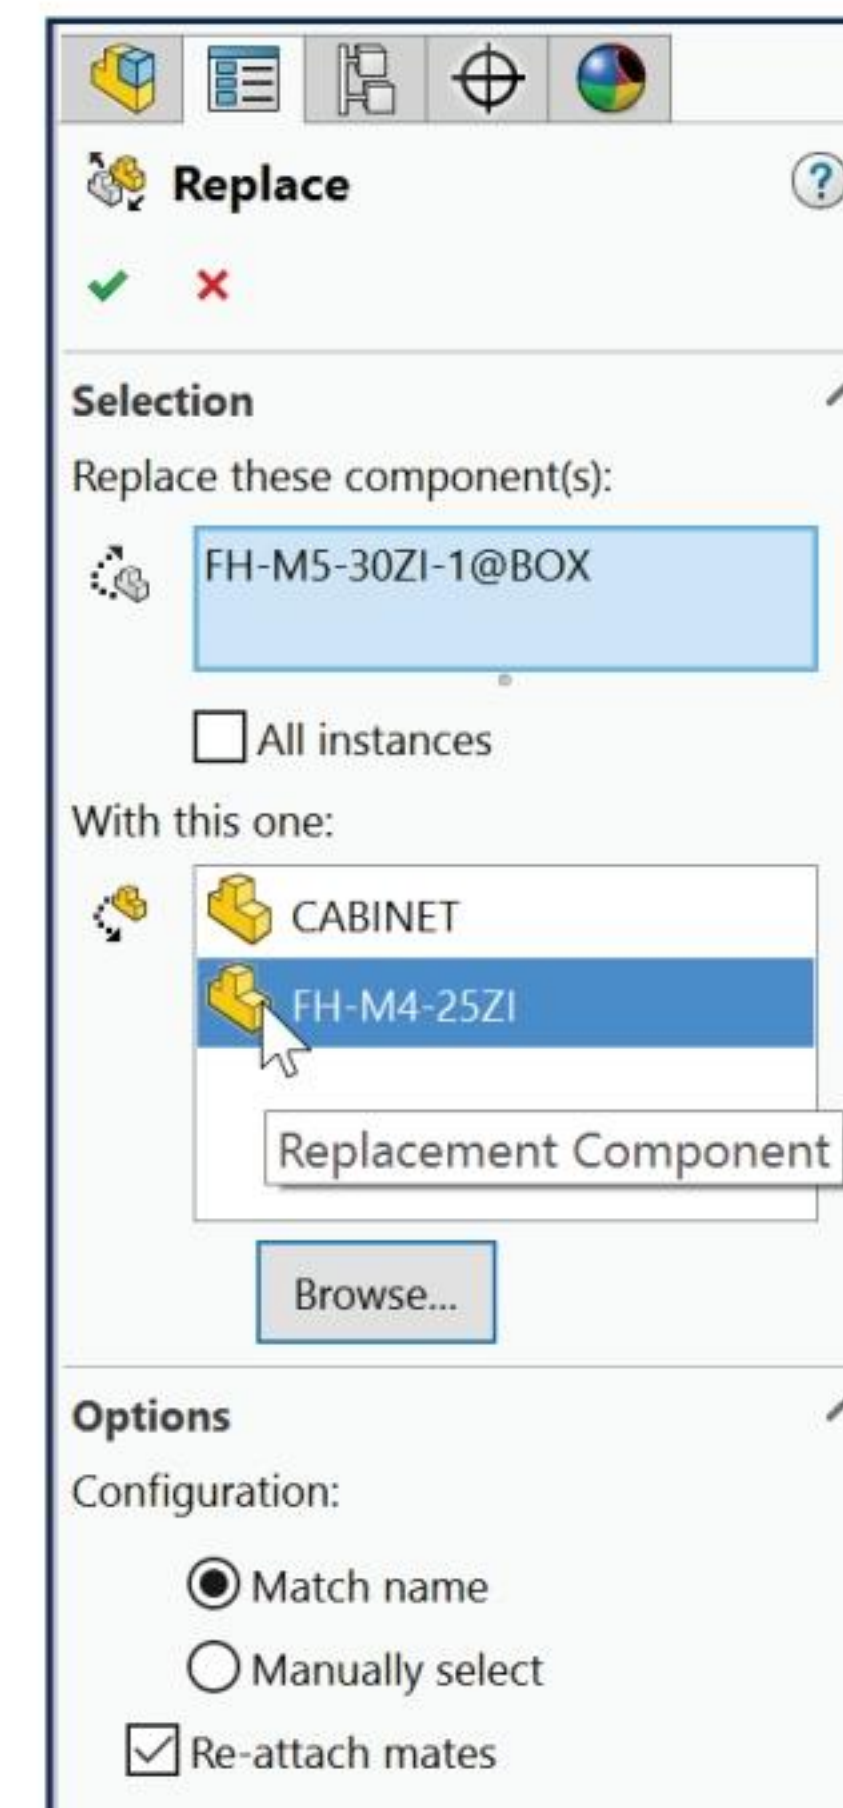 Replace
?
Selection
Replace these component(s):
FH-M5-30ZI-1@BOX
All instances
With this one:
CABINET
FH-M4-25ZI
Replacement Component
Browse...
Options
Configuration:
Match name
Manually select
Re-attach mates